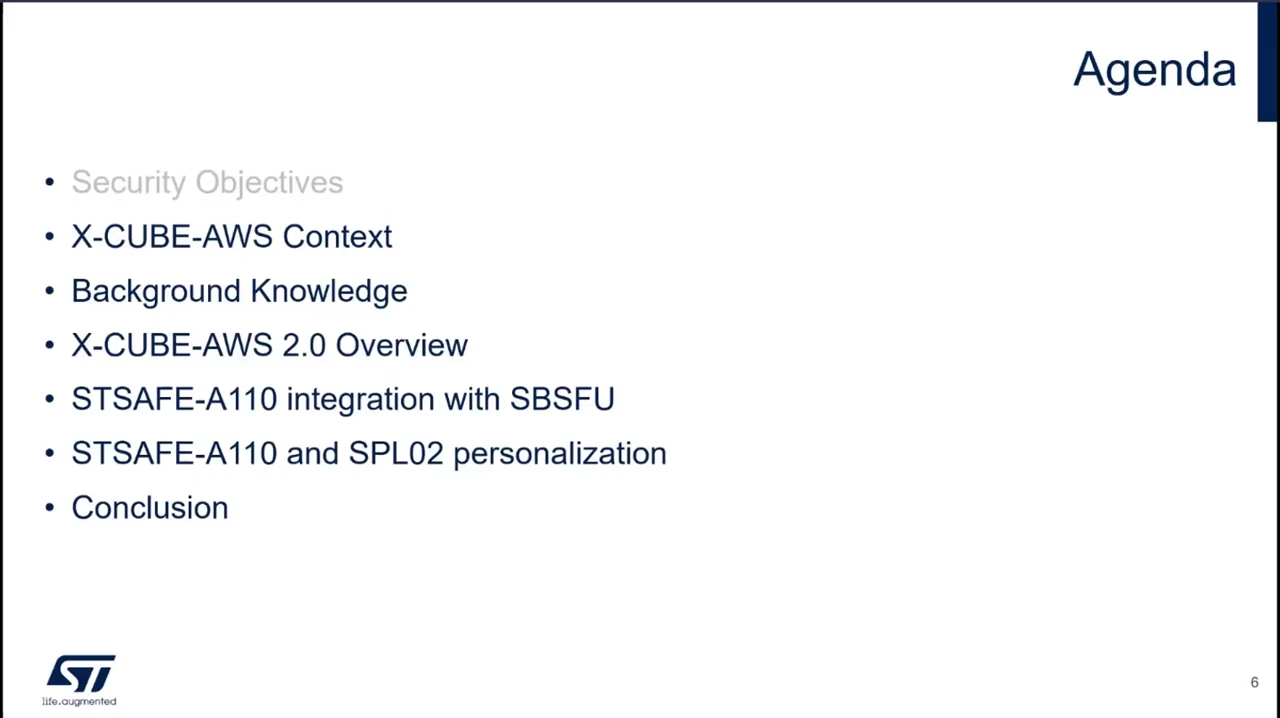 Agenda
• Security Objectives
• X-CUBE-AWS Context
• Background Knowledge
• X-CUBE-AWS 2.0 Overview
• STSAFE-A110 integration with SBSFU
• STSAFE-A110 and SPL02 personalization
• Conclusion
ST
life.augmented
6